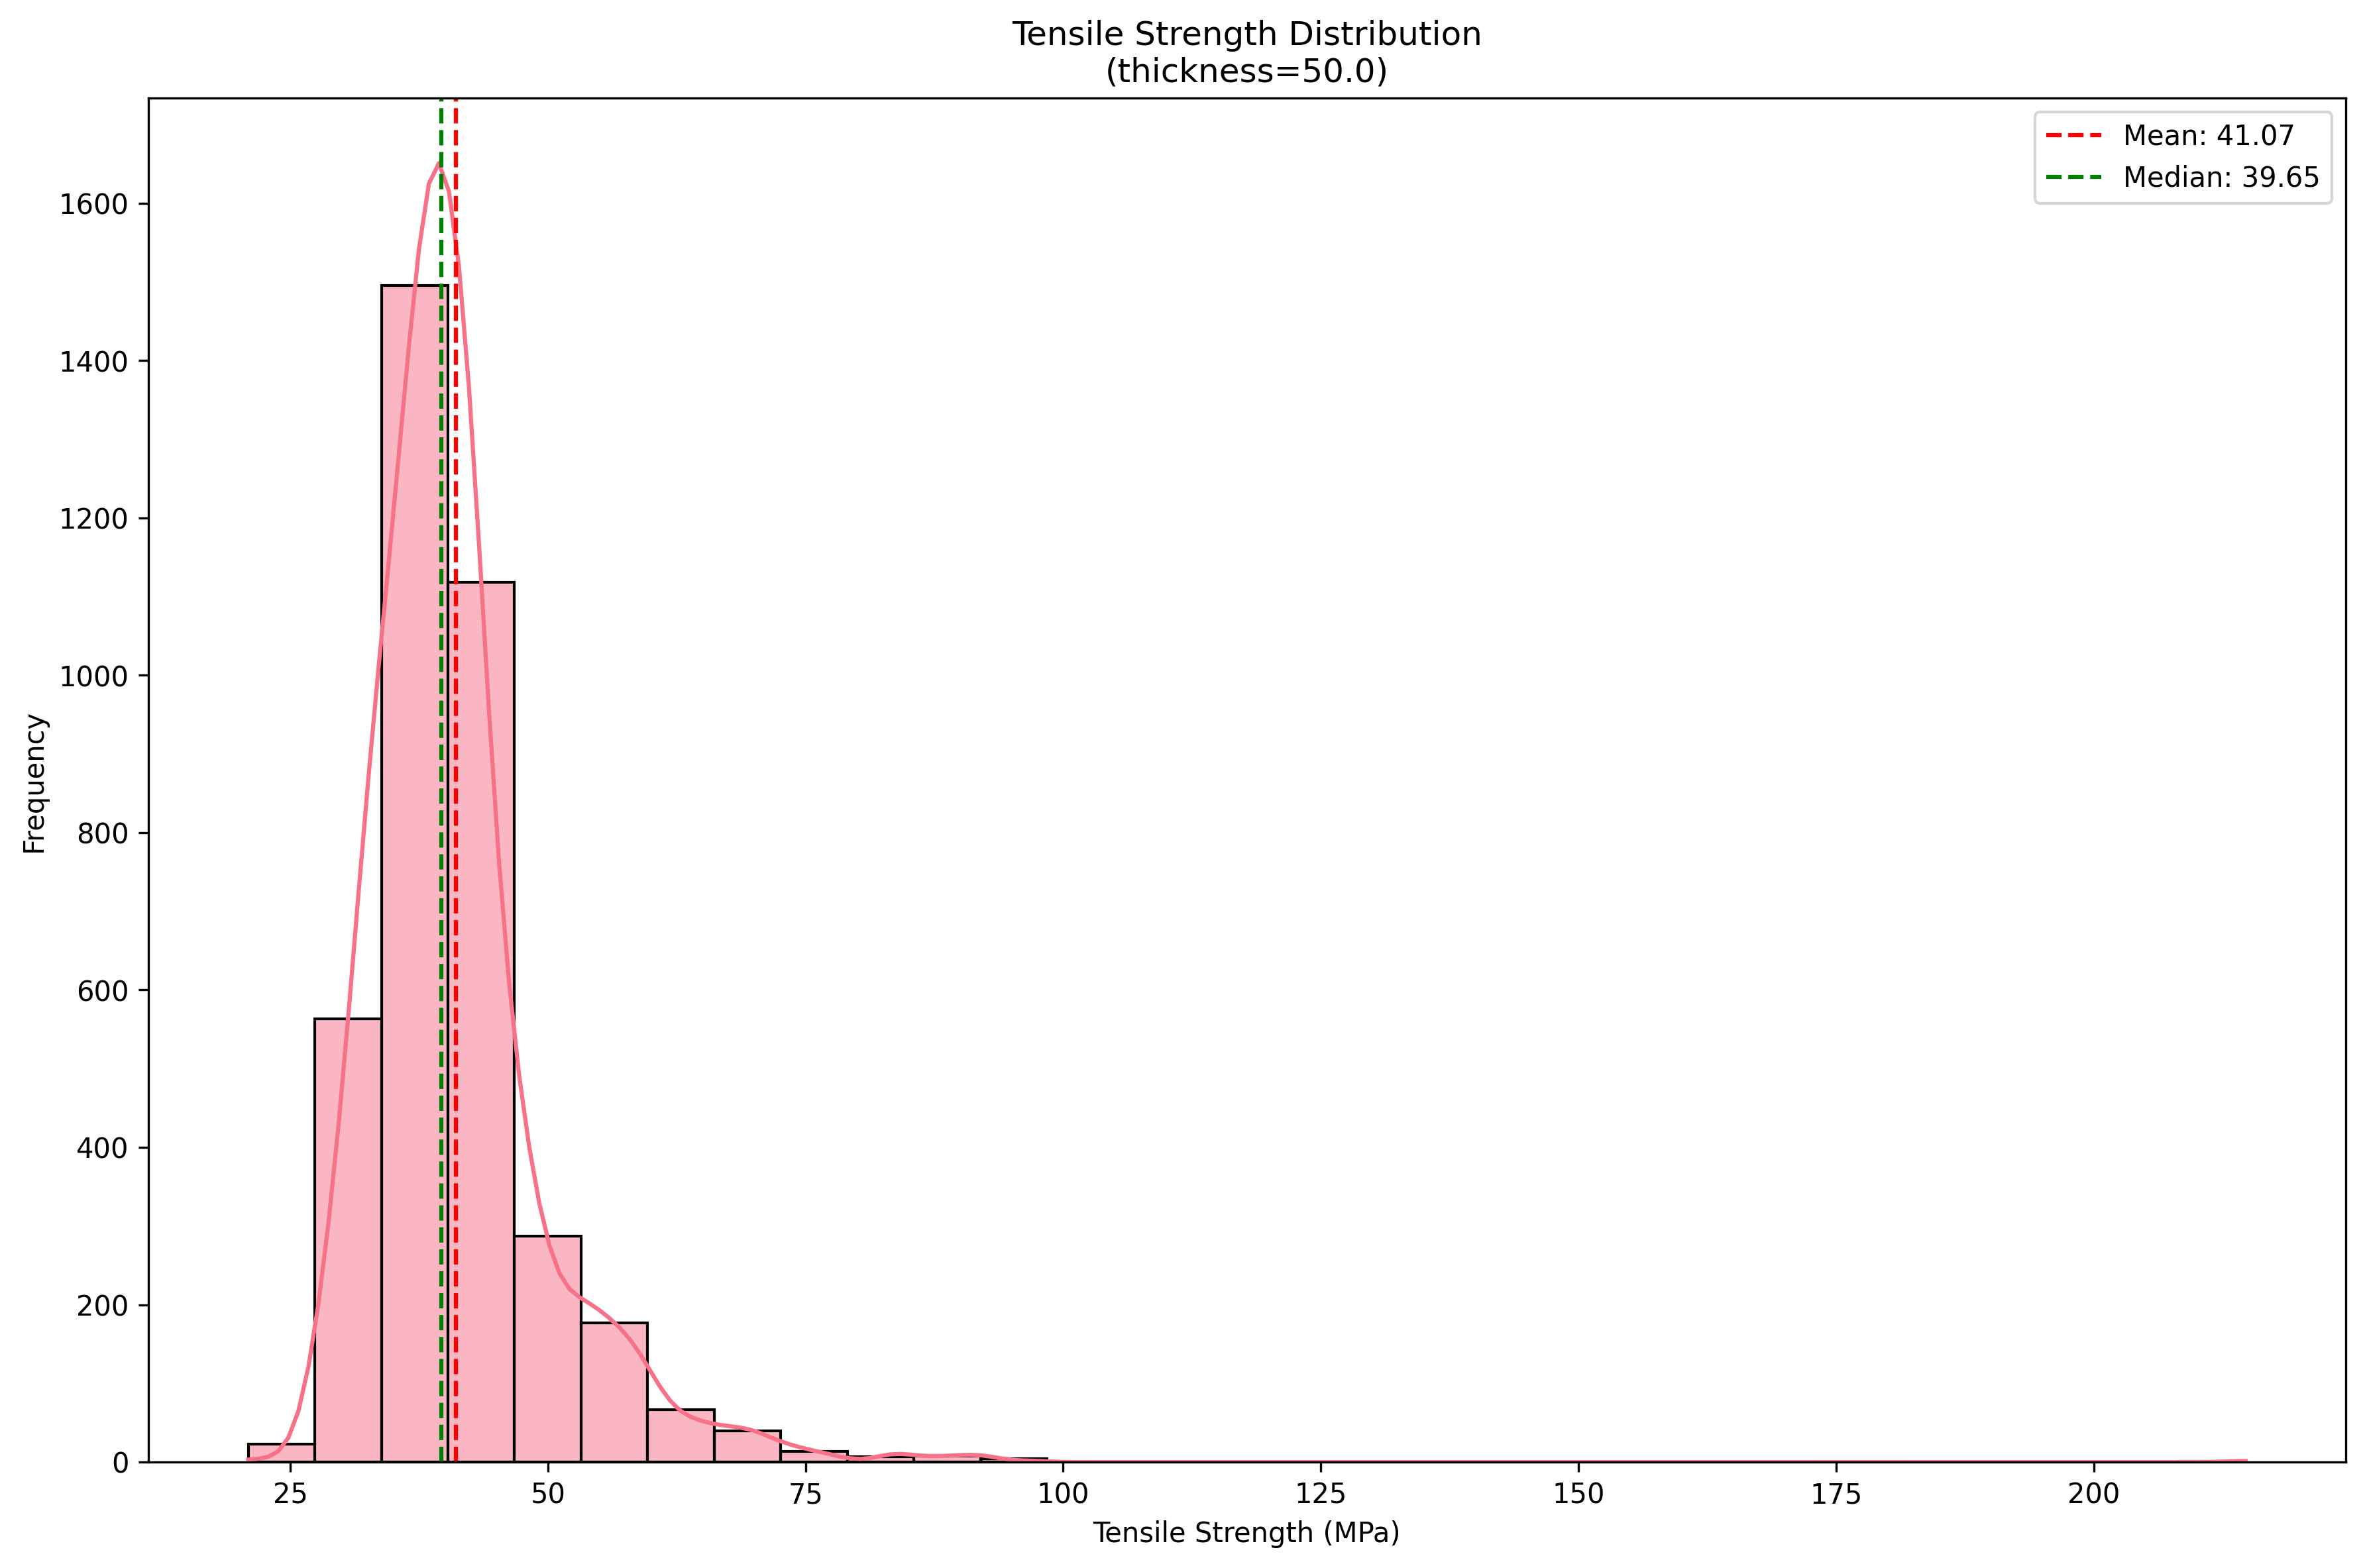 Tensile Strength Distribution
(thickness=50.0)
Mean: 41.07
Median: 39.65
Frequency
1600
1400
1200
1000
800
600
400
200
0
25 50 75 100 125 150 175 200
Tensile Strength (MPa)